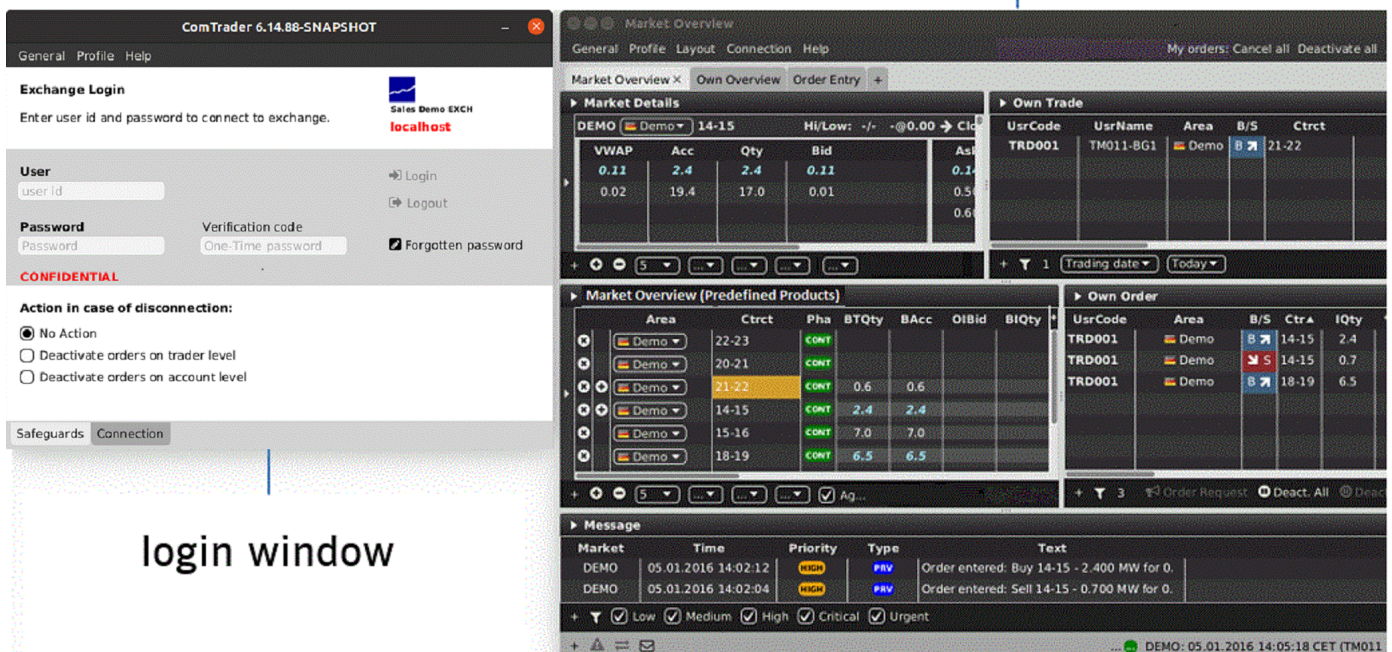 ComTrader 6.14.88-SNAPSHOT
General Profile Help
Exchange Login
Enter user id and password to connect to exchange.
Sales Demo EXCH
localhost
User
user id
Login
Logout
Password
Verification code
Password
One-Time password
Forgotten password
CONFIDENTIAL
Action in case of disconnection:
No Action
Deactivate orders on trader level
Deactivate orders on account level
Safeguards Connection
login window
Market Overview
General Profile Layout Connection Help
My orders: Cancel all Deactivate all
Market Overview × Own Overview Order Entry +
Market Details
DEMO Demo 14-15 Hi/Low: -/- -@0.00 → Clo
VWAP Acc Qty Bid Ask
0.11 2.4 2.4 0.11 0.14
0.02 19.4 17.0 0.01 0.50
0.60
+ 5 ... ... ... ...
Own Trade
UsrCode UsrName Area B/S Ctrct
TRD001 TM011-BG1 Demo B 21-22
+ 1 Trading date Today
Market Overview (Predefined Products)
Area Ctrct Pha BTQty BAcc OIBid BIQty
Demo 22-23 CONT
Demo 20-21 CONT
Demo 21-22 CONT 0.6 0.6
Demo 14-15 CONT 2.4 2.4
Demo 15-16 CONT 7.0 7.0
Demo 18-19 CONT 6.5 6.5
+ 5 ... ... ... Ag...
Own Order
UsrCode Area B/S Ctr IQty
TRD001 Demo B 14-15 2.4
TRD001 Demo S 14-15 0.7
TRD001 Demo B 18-19 6.5
+ 3 Order Request Deact. All Deac
Message
Market Time Priority Type Text
DEMO 05.01.2016 14:02:12 HIGH PRV Order entered: Buy 14-15 - 2.400 MW for 0.
DEMO 05.01.2016 14:02:04 HIGH PRV Order entered: Sell 14-15 - 0.700 MW for 0.
+ Low Medium High Critical Urgent
+ ... DEMO: 05.01.2016 14:05:18 CET (TM011